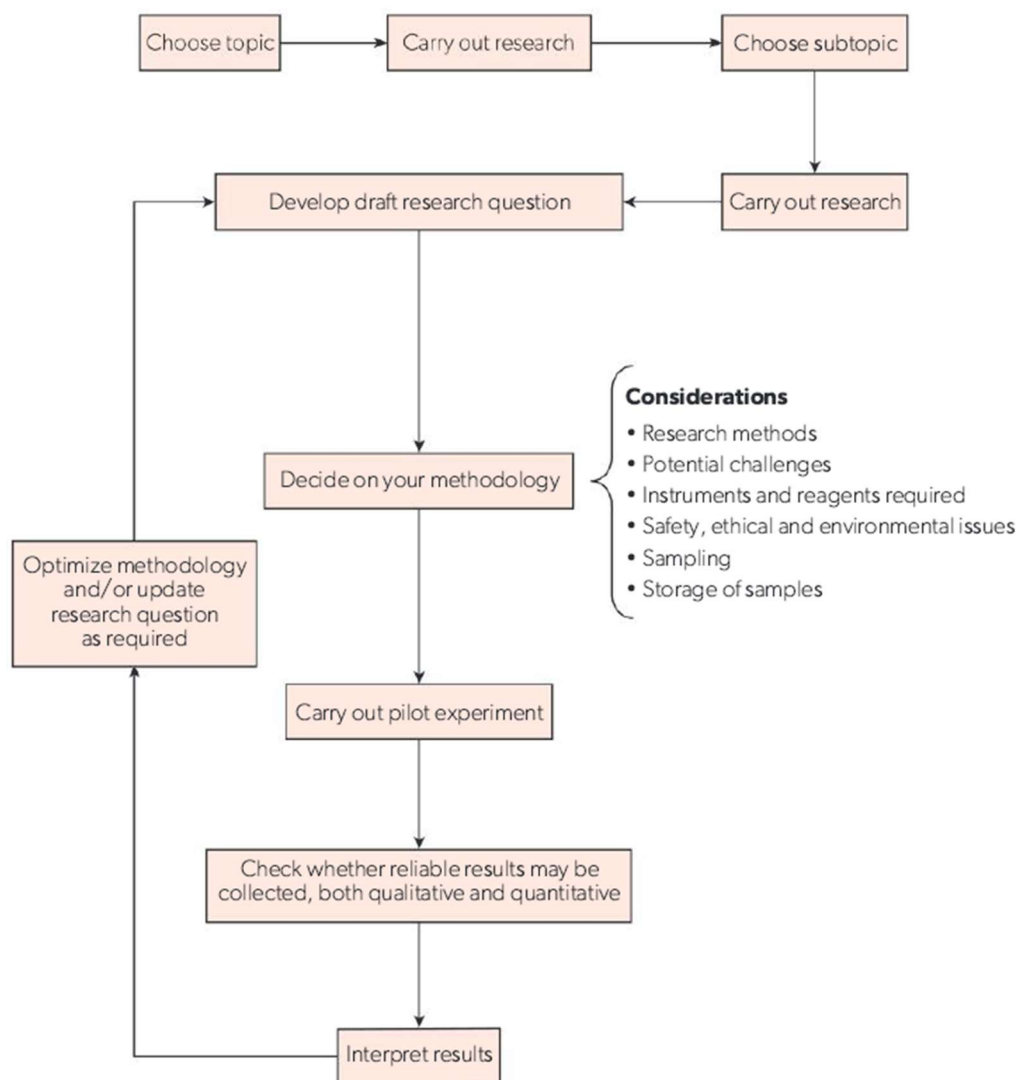 Choose topic
Carry out research
Choose subtopic
Carry out research
Develop draft research question
Decide on your methodology
Considerations
• Research methods
• Potential challenges
• Instruments and reagents required
• Safety, ethical and environmental issues
• Sampling
• Storage of samples
Carry out pilot experiment
Check whether reliable results may be
collected, both qualitative and quantitative
Interpret results
Optimize methodology
and/or update
research question
as required